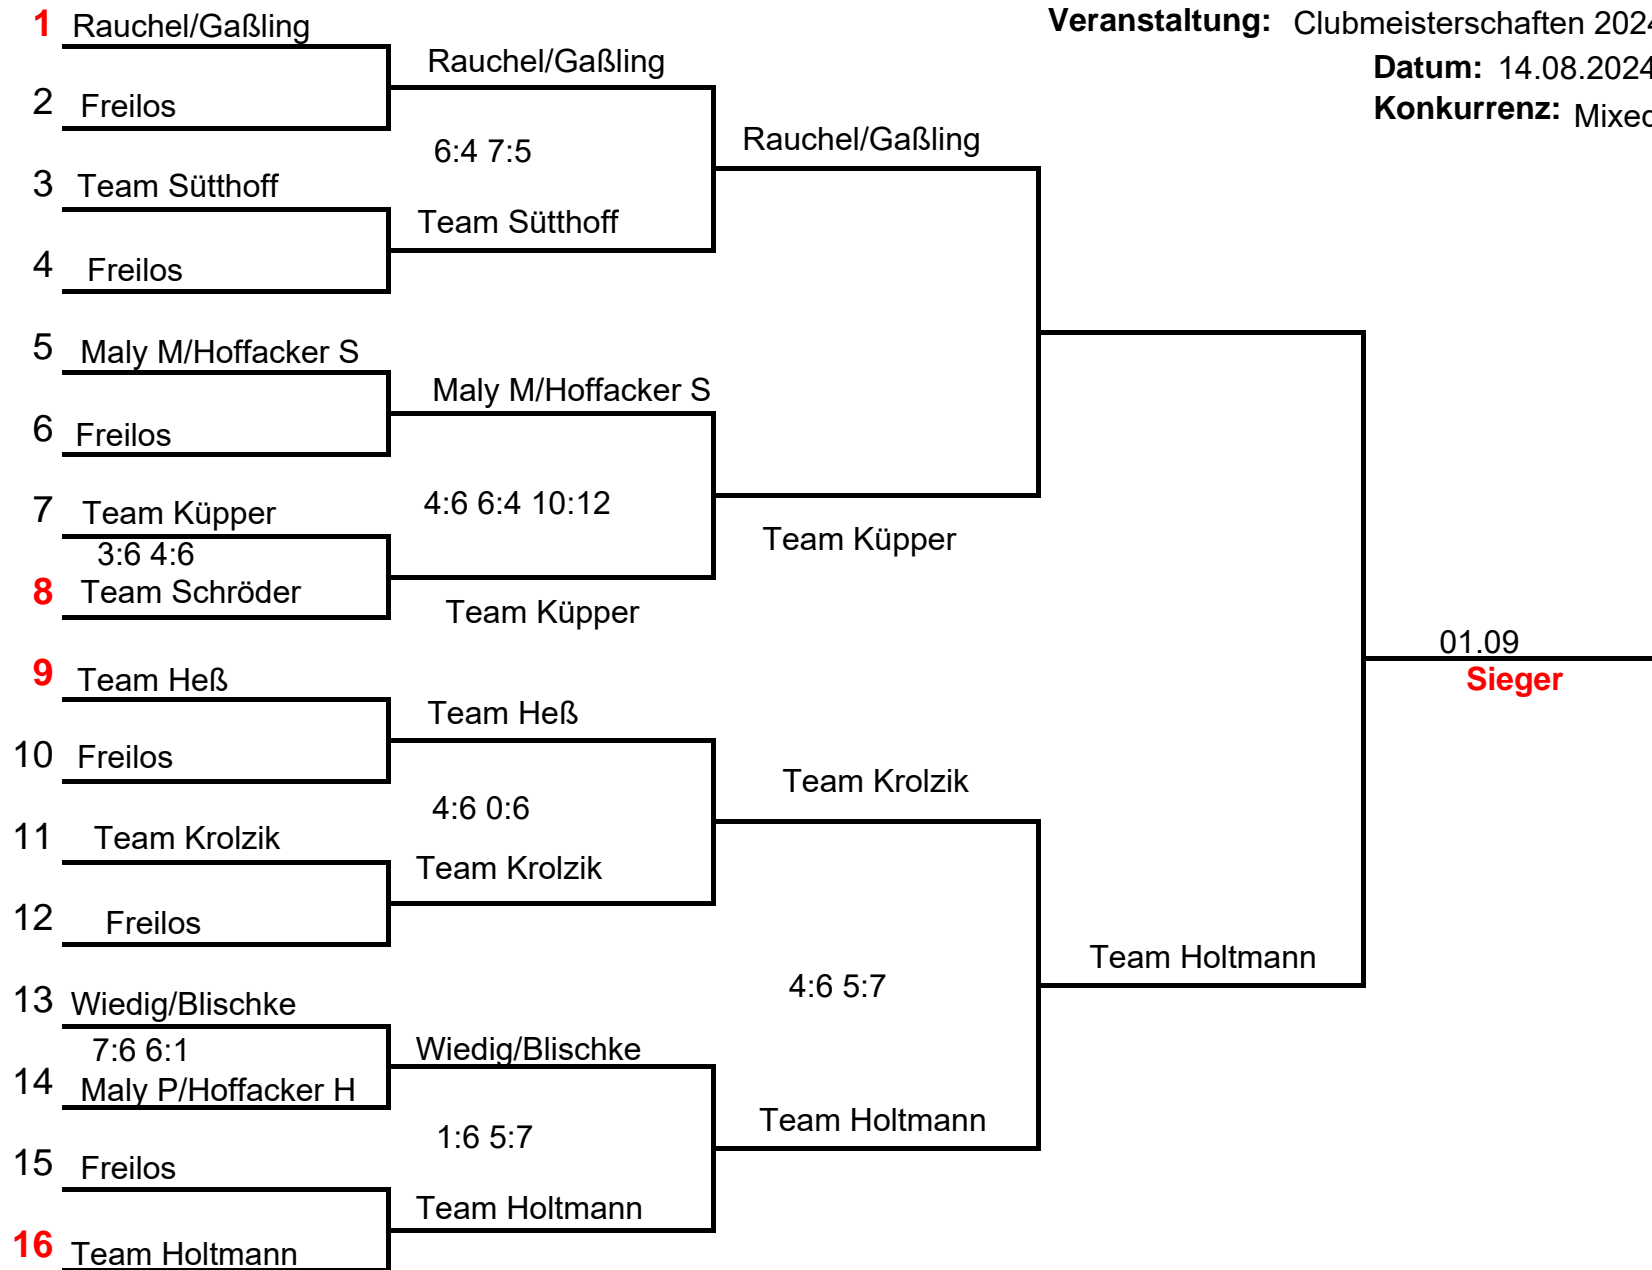 Veranstaltung: Clubmeisterschaften 2024
Datum: 14.08.2024
Konkurrenz: Mixed
1 Rauchel/Gaßling
2 Freilos
3 Team Sütthoff
4 Freilos
5 Maly M/Hoffacker S
6 Freilos
7 Team Küpper
3:6 4:6
8 Team Schröder
9 Team Heß
10 Freilos
11 Team Krolzik
12 Freilos
13 Wiedig/Blischke
7:6 6:1
14 Maly P/Hoffacker H
15 Freilos
16 Team Holtmann
Rauchel/Gaßling
6:4 7:5
Team Sütthoff
Maly M/Hoffacker S
4:6 6:4 10:12
Team Küpper
Team Heß
4:6 0:6
Team Krolzik
Wiedig/Blischke
1:6 5:7
Team Holtmann
Rauchel/Gaßling
Team Küpper
Team Krolzik
4:6 5:7
Team Holtmann
Team Holtmann
01.09
Sieger